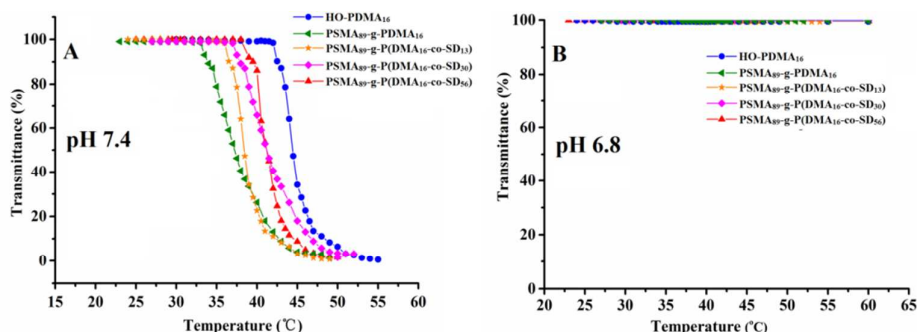 A
HO-PDMA16
PSMA89-g-PDMA16
PSMA89-g-P(DMA16-co-SD13)
PSMA89-g-P(DMA16-co-SD30)
PSMA89-g-P(DMA16-co-SD56)
pH 7.4
Transmittance (%)
100
80
60
40
20
0
15 20 25 30 35 40 45 50 55 60
Temperature (℃)
B
HO-PDMA16
PSMA89-g-PDMA16
PSMA89-g-P(DMA16-co-SD13)
PSMA89-g-P(DMA16-co-SD30)
PSMA89-g-P(DMA16-co-SD56)
pH 6.8
Transmittance (%)
100
80
60
40
20
0
20 25 30 35 40 45 50 55 60 65
Temperature (℃)